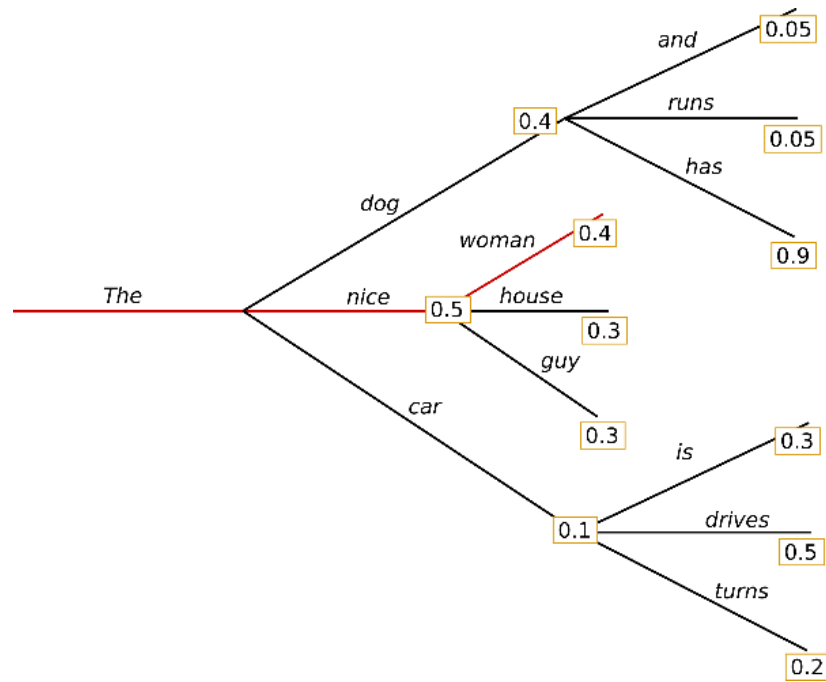 and
0.05
runs
0.4
0.05
has
dog
woman
0.4
0.9
The
nice
0.5
house
0.3
guy
car
0.3
is
0.3
drives
0.1
0.5
turns
0.2